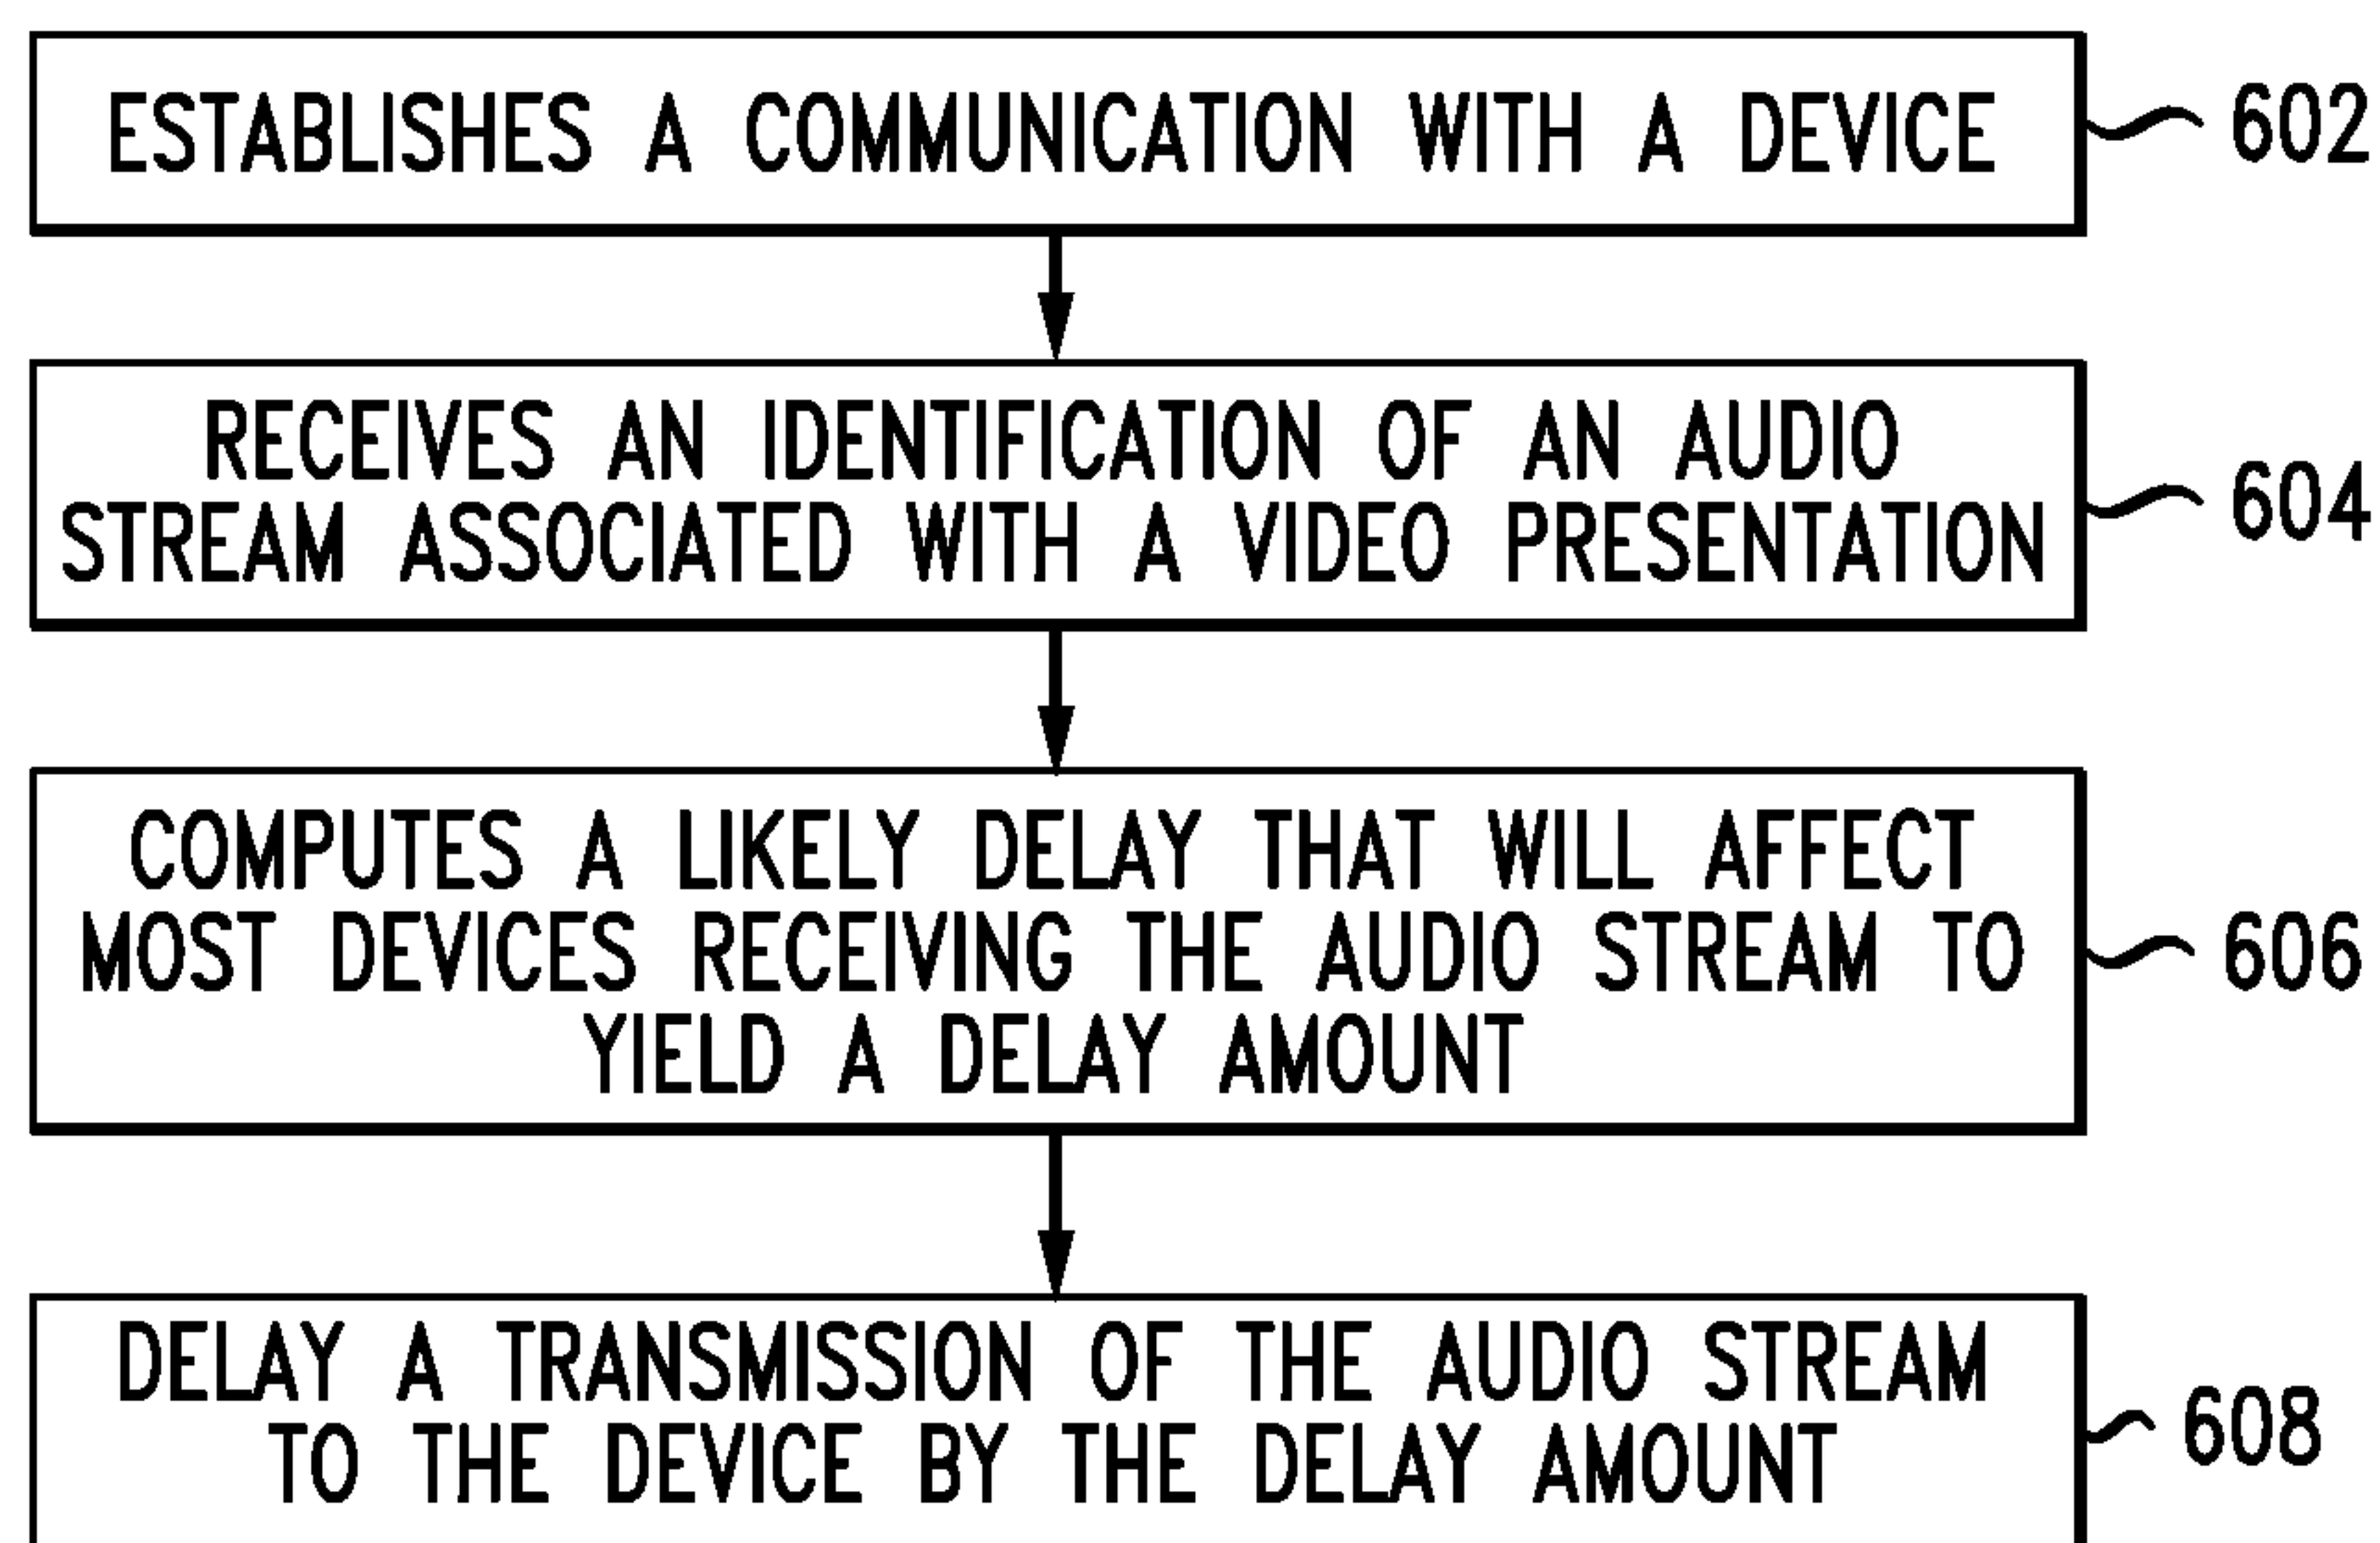 ESTABLISHES A COMMUNICATION WITH A DEVICE
602
RECEIVES AN IDENTIFICATION OF AN AUDIO
STREAM ASSOCIATED WITH A VIDEO PRESENTATION
604
COMPUTES A LIKELY DELAY THAT WILL AFFECT
MOST DEVICES RECEIVING THE AUDIO STREAM TO
YIELD A DELAY AMOUNT
606
DELAY A TRANSMISSION OF THE AUDIO STREAM
TO THE DEVICE BY THE DELAY AMOUNT
608